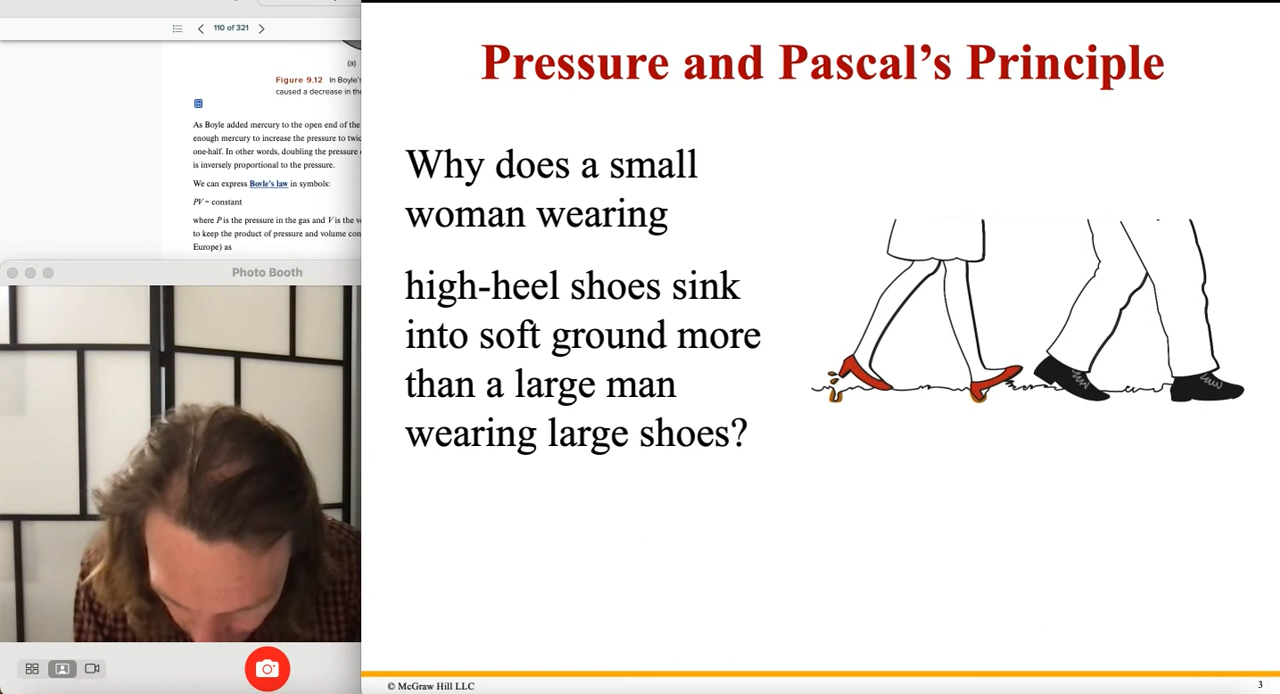 110 of 321
(a)
Figure 9.12 In Boyle's
caused a decrease in the
As Boyle added mercury to the open end of the
enough mercury to increase the pressure to twic
one-half. In other words, doubling the pressure
is inversely proportional to the pressure.
We can express Boyle's law in symbols:
PV = constant
where P is the pressure in the gas and V is the v
to keep the product of pressure and volume con
Europe) as
Photo Booth
Pressure and Pascal's Principle
Why does a small
woman wearing
high-heel shoes sink
into soft ground more
than a large man
wearing large shoes?
© McGraw Hill LLC
3